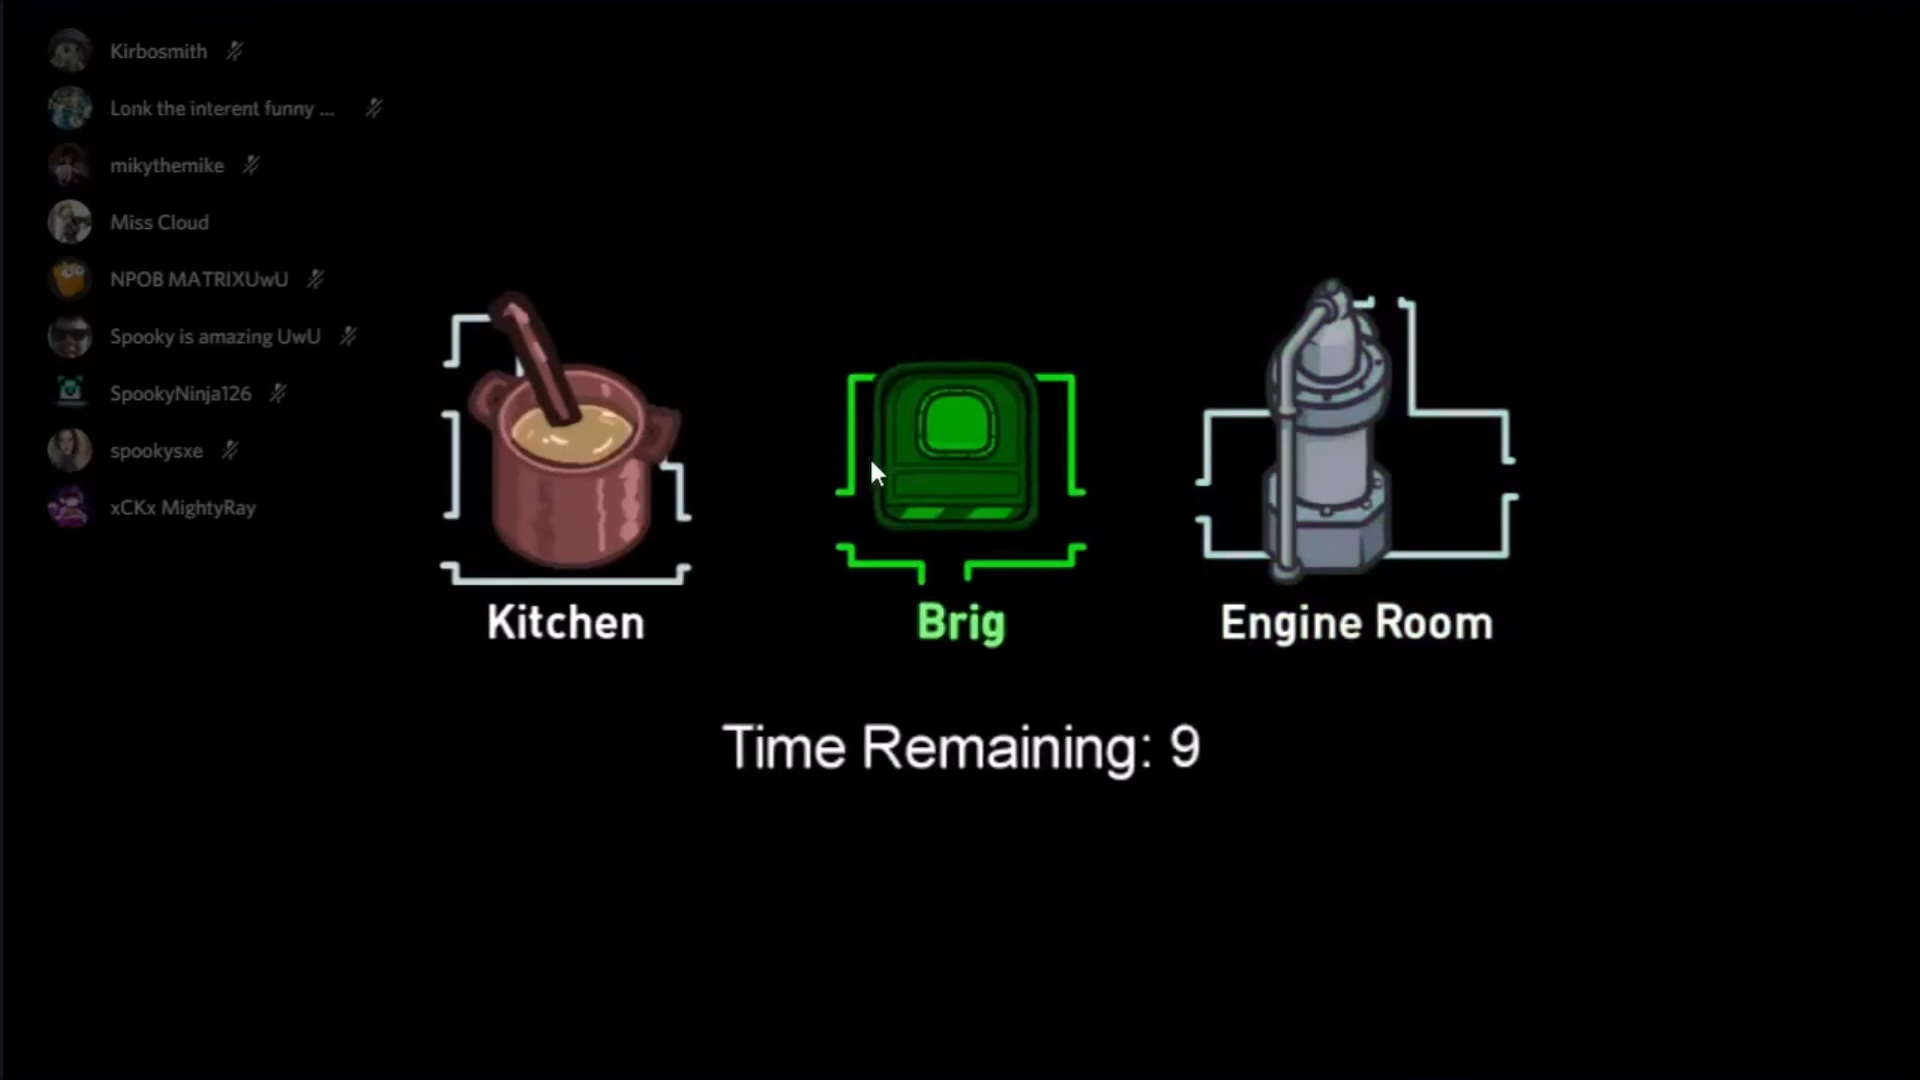 Kirbosmith
Lonk the interent funny ...
mikythemike
Miss Cloud
NPOB MATRIXUwU
Spooky is amazing UwU
SpookyNinja126
spookysxe
xCKx MightyRay
Kitchen
Brig
Engine Room
Time Remaining: 9